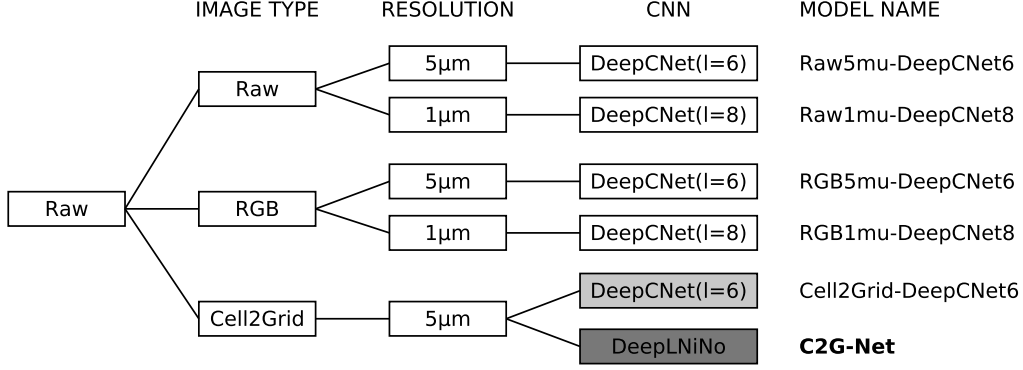 IMAGE TYPE RESOLUTION CNN MODEL NAME
5μm DeepCNet(l=6) Raw5mu-DeepCNet6
Raw
1μm DeepCNet(l=8) Raw1mu-DeepCNet8
5μm DeepCNet(l=6) RGB5mu-DeepCNet6
Raw RGB
1μm DeepCNet(l=8) RGB1mu-DeepCNet8
DeepCNet(l=6) Cell2Grid-DeepCNet6
Cell2Grid 5μm
DeepLNiNo C2G-Net